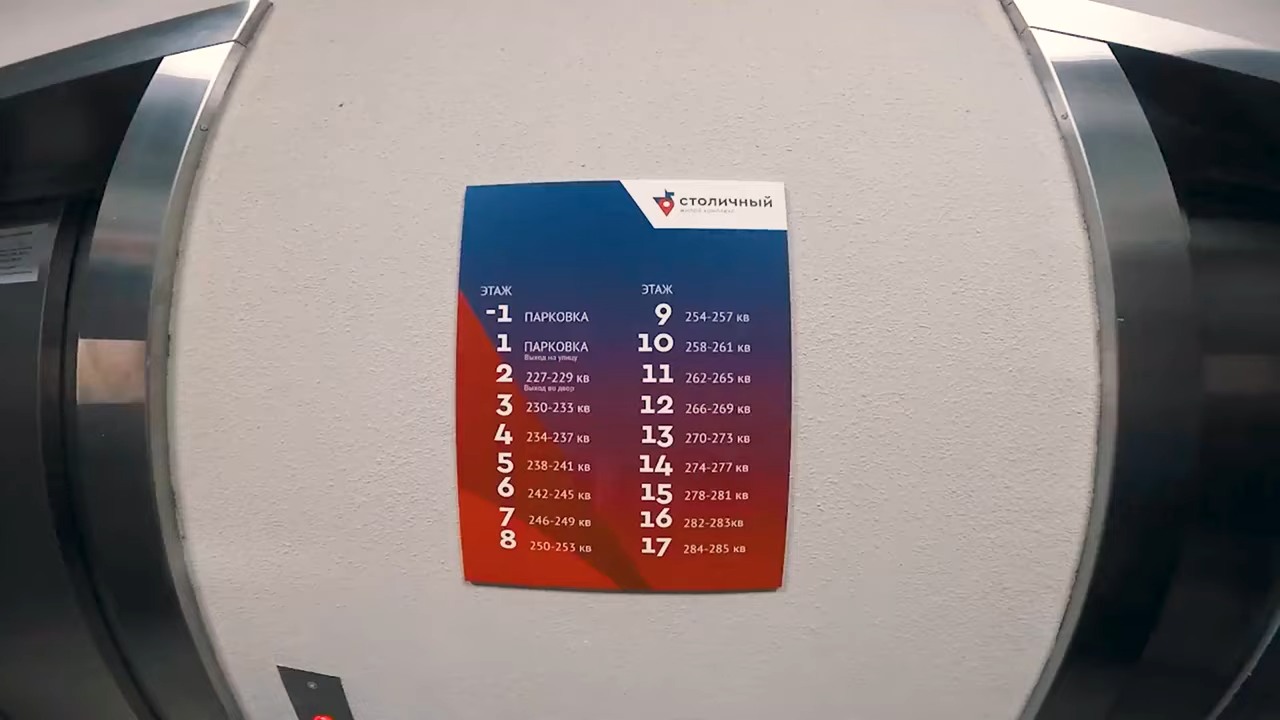 СТОЛИЧНЫЙ
ЖИЛОЙ КОМПЛЕКС
ЭТАЖ
-1 ПАРКОВКА
1 ПАРКОВКА
Выход на улицу
2 227-229 кв
Выход во двор
3 230-233 кв
4 234-237 кв
5 238-241 кв
6 242-245 кв
7 246-249 кв
8 250-253 кв
ЭТАЖ
9 254-257 кв
10 258-261 кв
11 262-265 кв
12 266-269 кв
13 270-273 кв
14 274-277 кв
15 278-281 кв
16 282-283кв
17 284-285 кв